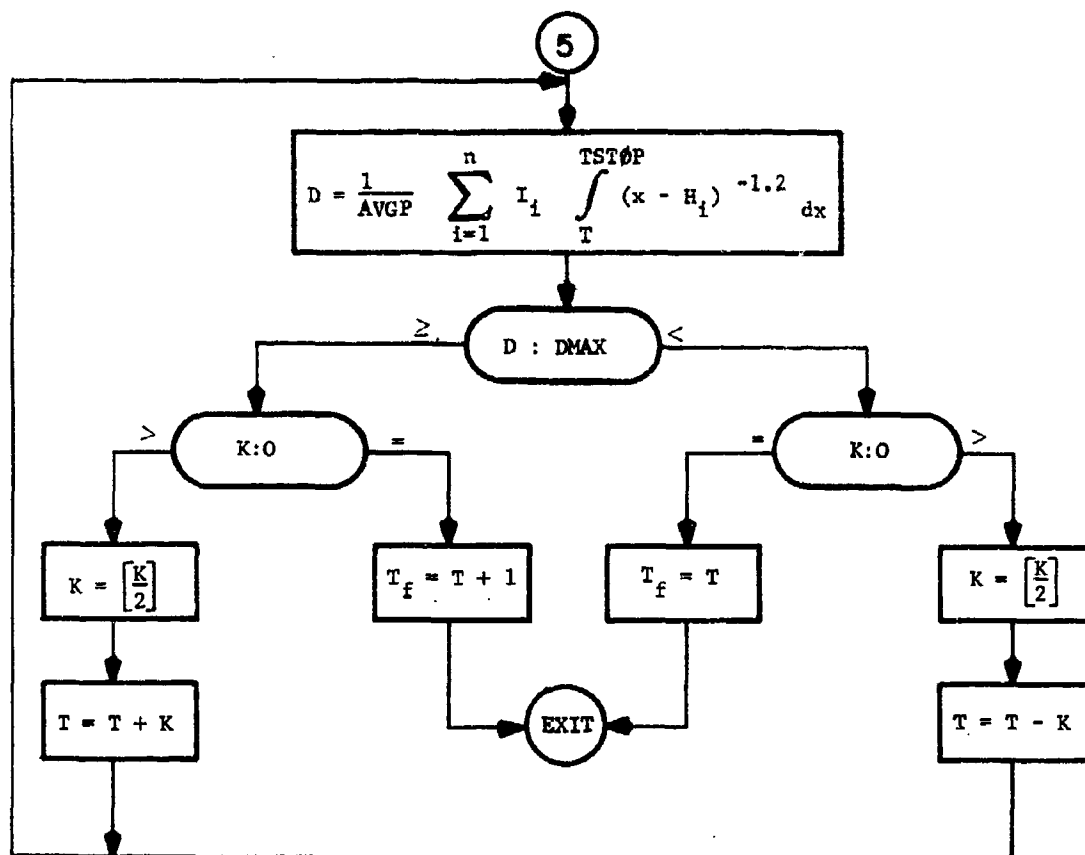 5
D = 1/AVGP n∑i=1 I_i TSTØP∫T (x - H_i)^-1.2 dx
≥ D : DMAX <
> K:O = = K:O >
K = [K/2] T_f = T + 1 T_f = T K = [K/2]
T = T + K EXIT T = T - K